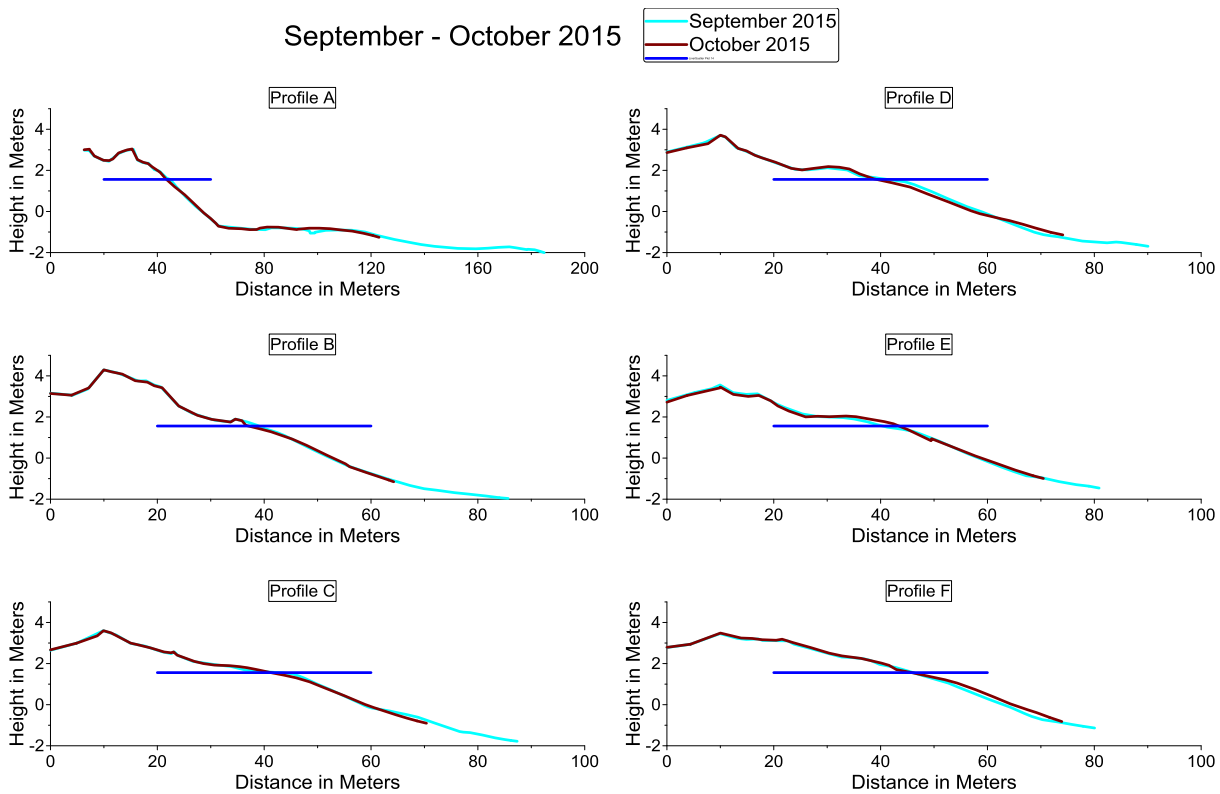 September - October 2015
September 2015
October 2015
Profile A
Height in Meters
4
2
0
-2
0 40 80 120 160 200
Distance in Meters
Profile D
Height in Meters
4
2
0
-2
0 20 40 60 80 100
Distance in Meters
Profile B
Height in Meters
4
2
0
-2
0 20 40 60 80 100
Distance in Meters
Profile E
Height in Meters
4
2
0
-2
0 20 40 60 80 100
Distance in Meters
Profile C
Height in Meters
4
2
0
-2
0 20 40 60 80 100
Distance in Meters
Profile F
Height in Meters
4
2
0
-2
0 20 40 60 80 100
Distance in Meters